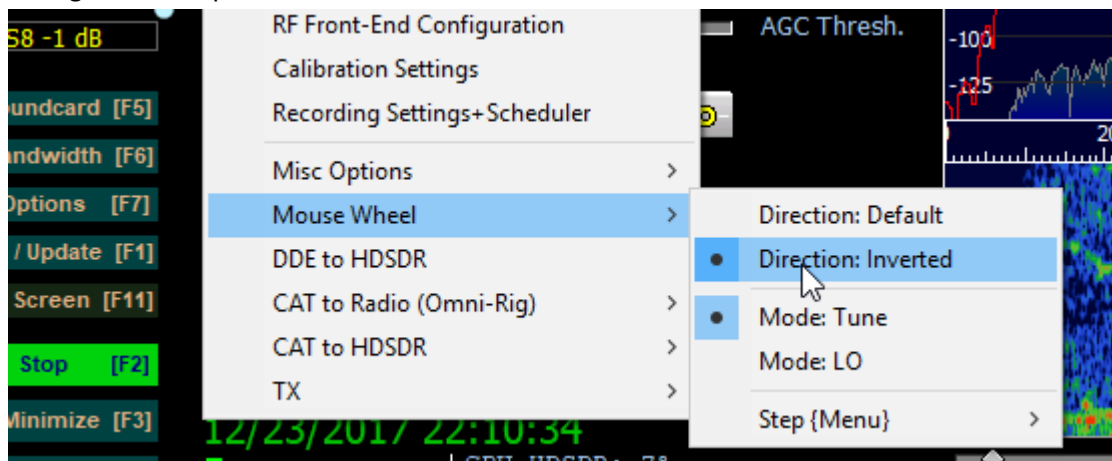 S8 -1 dB
oundcard [F5]
andwidth [F6]
Options [F7]
/ Update [F1]
Screen [F11]
Stop [F2]
Minimize [F3]
RF Front-End Configuration
Calibration Settings
Recording Settings+Scheduler
Misc Options >
Mouse Wheel >
DDE to HDSDR
CAT to Radio (Omni-Rig) >
CAT to HDSDR >
TX >
Direction: Default
Direction: Inverted
Mode: Tune
Mode: LO
Step {Menu} >
AGC Thresh.
-100
-125
12/23/2017 22:10:34